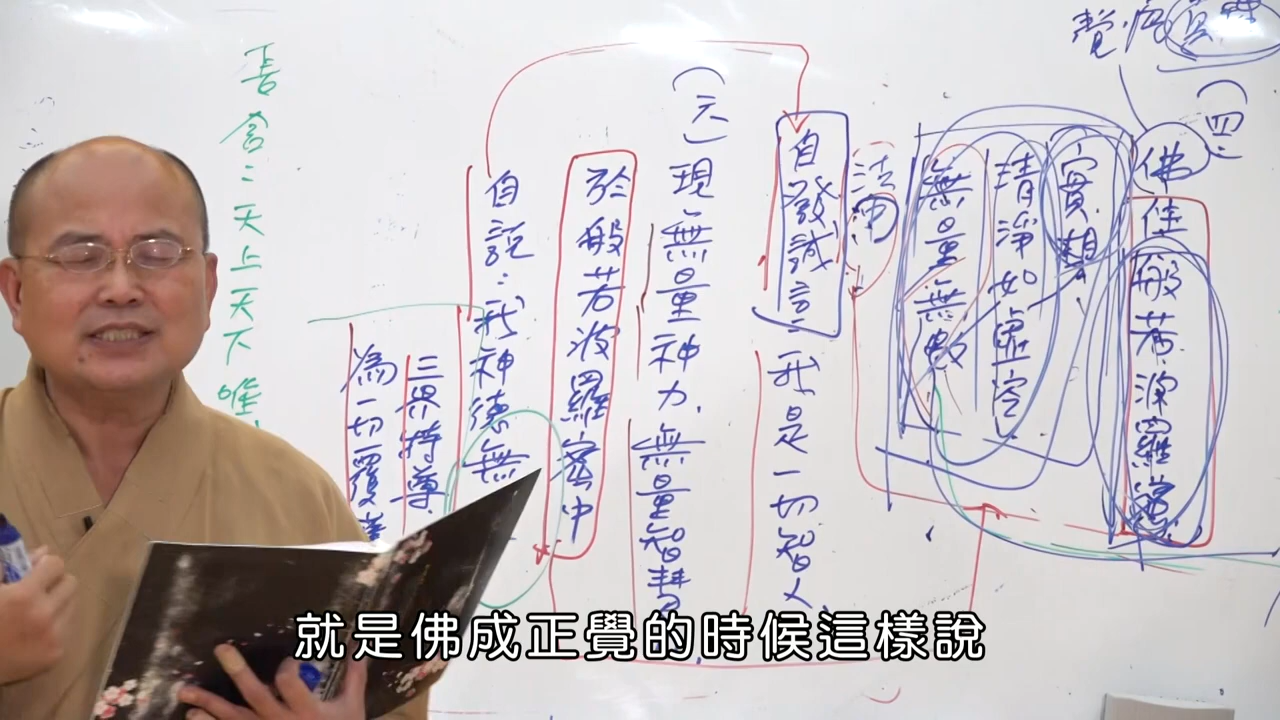 覺悟
（四）
佛住般若波羅蜜
實相
清淨如虛空
無量無數
法中
自發誠言：我是一切智人
（六）現無量神力．無量智慧
於般若波羅蜜中
自說：我神德無
三界特尊
為一切覆護
天上天下唯
就是佛成正覺的時候這樣說